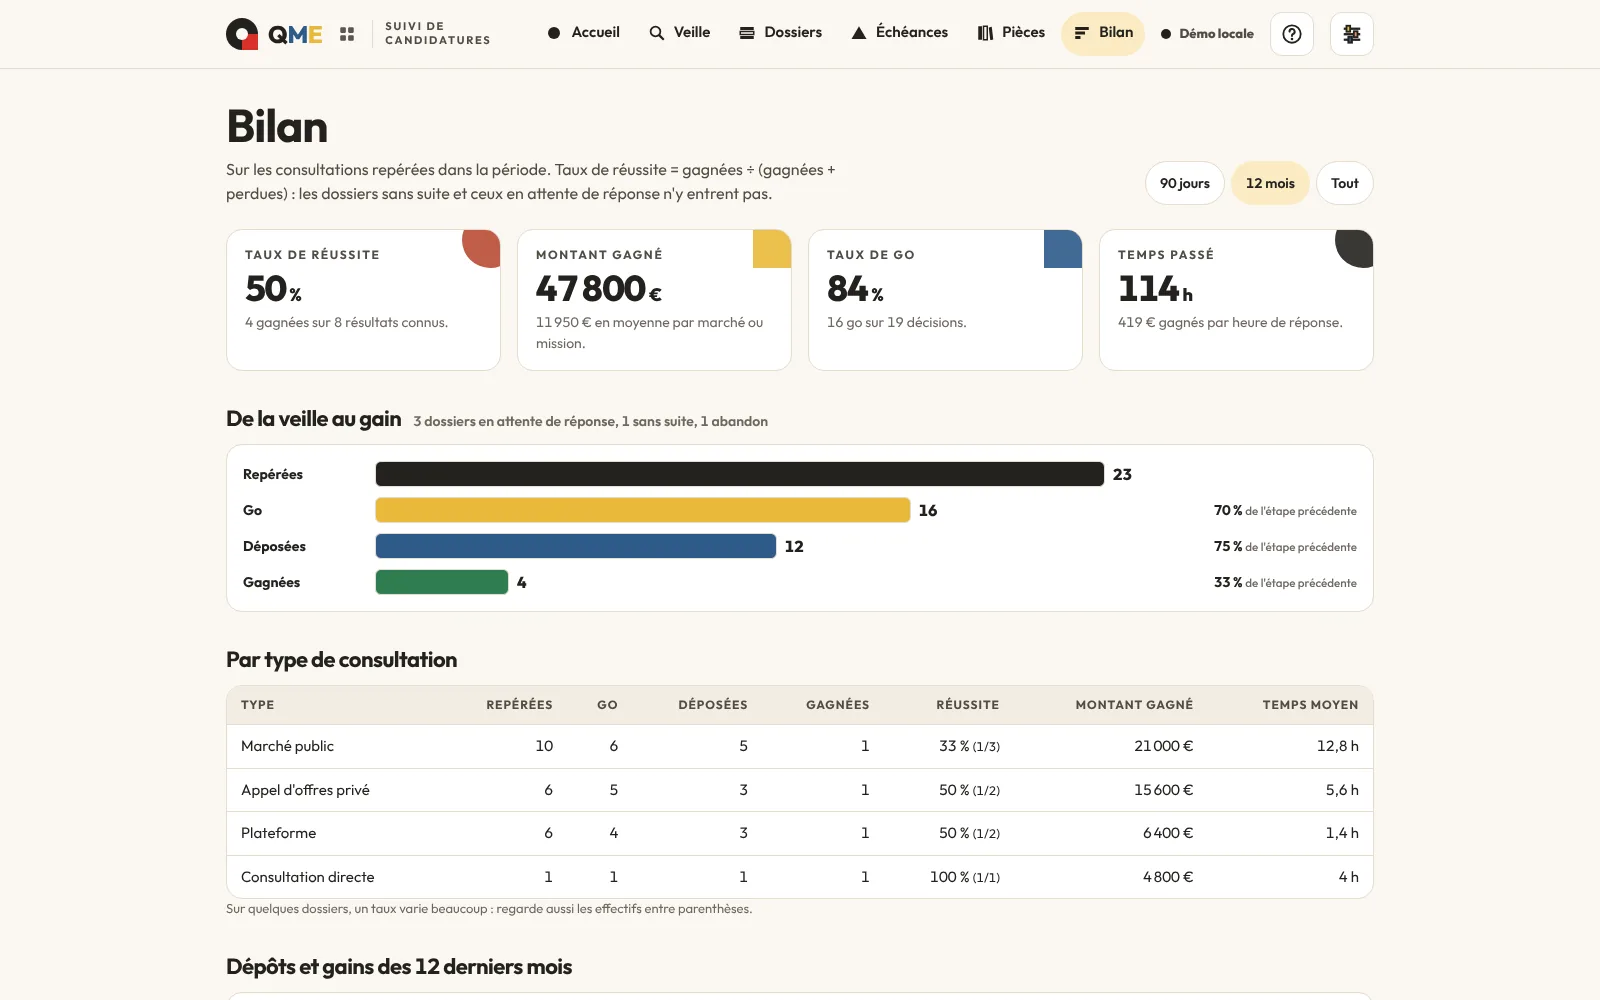 QME
SUIVI DE
CANDIDATURES
Accueil
Veille
Dossiers
Échéances
Pièces
Bilan
Démo locale
Bilan
Sur les consultations repérées dans la période. Taux de réussite = gagnées ÷ (gagnées +
perdues) : les dossiers sans suite et ceux en attente de réponse n'y entrent pas.
90 jours
12 mois
Tout
TAUX DE RÉUSSITE
50 %
4 gagnées sur 8 résultats connus.
MONTANT GAGNÉ
47 800 €
11 950 € en moyenne par marché ou
mission.
TAUX DE GO
84 %
16 go sur 19 décisions.
TEMPS PASSÉ
114 h
419 € gagnés par heure de réponse.
De la veille au gain 3 dossiers en attente de réponse, 1 sans suite, 1 abandon
Repérées 23
Go 16 70 % de l'étape précédente
Déposées 12 75 % de l'étape précédente
Gagnées 4 33 % de l'étape précédente
Par type de consultation
TYPE REPÉRÉES GO DÉPOSÉES GAGNÉES RÉUSSITE MONTANT GAGNÉ TEMPS MOYEN
Marché public 10 6 5 1 33 % (1/3) 21 000 € 12,8 h
Appel d'offres privé 6 5 3 1 50 % (1/2) 15 600 € 5,6 h
Plateforme 6 4 3 1 50 % (1/2) 6 400 € 1,4 h
Consultation directe 1 1 1 1 100 % (1/1) 4 800 € 4 h
Sur quelques dossiers, un taux varie beaucoup : regarde aussi les effectifs entre parenthèses.
Dépôts et gains des 12 derniers mois